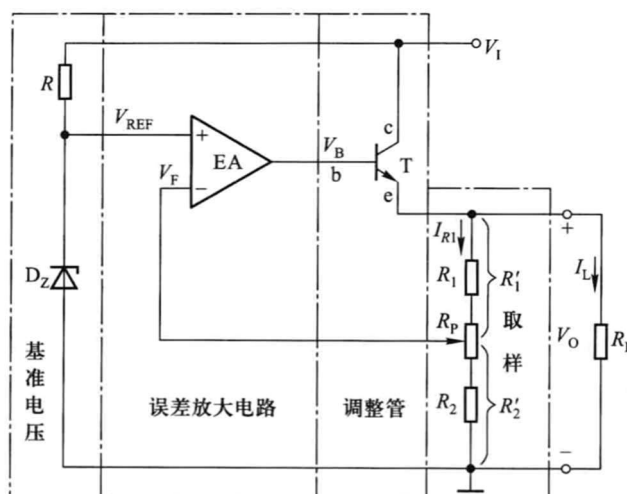 V_I
R
V_REF
+
EA
V_F
−
V_B
b
c
T
e
I_R1
+
D_Z
R_1
R'_1
I_L
R_P
取样
V_O
基准电压
误差放大电路
调整管
R_2
R'_2
−